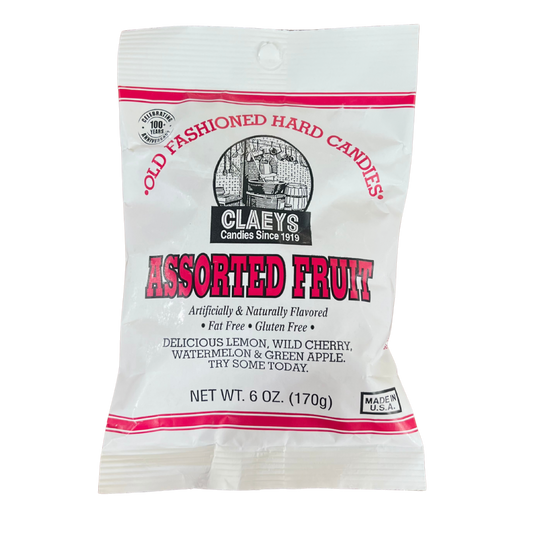 CELEBRATING
100+
YEARS
ANNIVERSARY
•OLD FASHIONED HARD CANDIES•
CLAEYS
Candies Since 1919
ASSORTED FRUIT
Artificially & Naturally Flavored
• Fat Free • Gluten Free •
DELICIOUS LEMON, WILD CHERRY,
WATERMELON & GREEN APPLE.
TRY SOME TODAY.
NET WT. 6 OZ. (170g)
MADE IN
U.S.A.